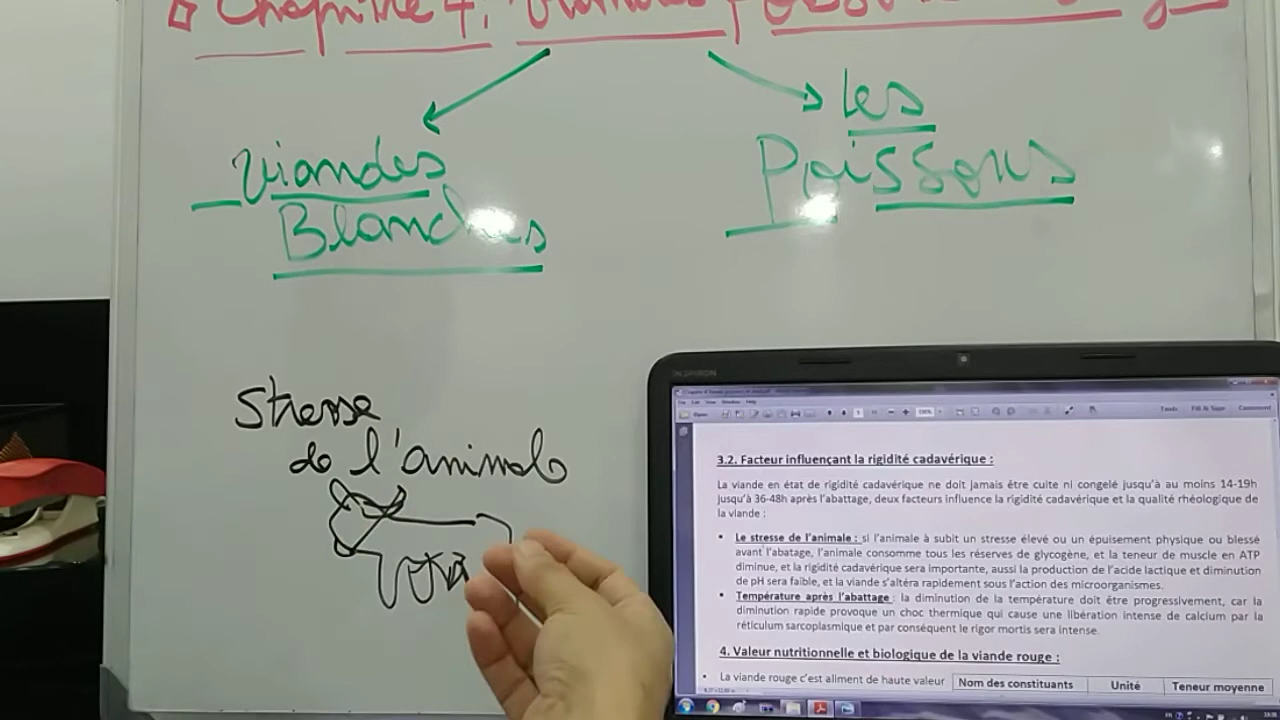 Chapitre 4: Viandes
les
Viandes
Poissons
Blanches
Stresse
de l'animal
INSPIRON
3.2. Facteur influençant la rigidité cadavérique :
La viande en état de rigidité cadavérique ne doit jamais être cuite ni congelé jusqu'à au moins 14-19h
jusqu'à 36-48h après l'abattage, deux facteurs influence la rigidité cadavérique et la qualité rhéologique de
la viande :
• Le stresse de l'animale : si l'animale à subit un stresse élevé ou un épuisement physique ou blessé
avant l'abatage, l'animale consomme tous les réserves de glycogène, et la teneur de muscle en ATP
diminue, et la rigidité cadavérique sera importante, aussi la production de l'acide lactique et diminution
de pH sera faible, et la viande s'altéra rapidement sous l'action des microorganismes.
• Température après l'abattage : la diminution de la température doit être progressivement, car la
diminution rapide provoque un choc thermique qui cause une libération intense de calcium par la
réticulum sarcoplasmique et par conséquent le rigor mortis sera intense.
4. Valeur nutritionnelle et biologique de la viande rouge :
• La viande rouge c'est aliment de haute valeur
Nom des constituants Unité Teneur moyenne